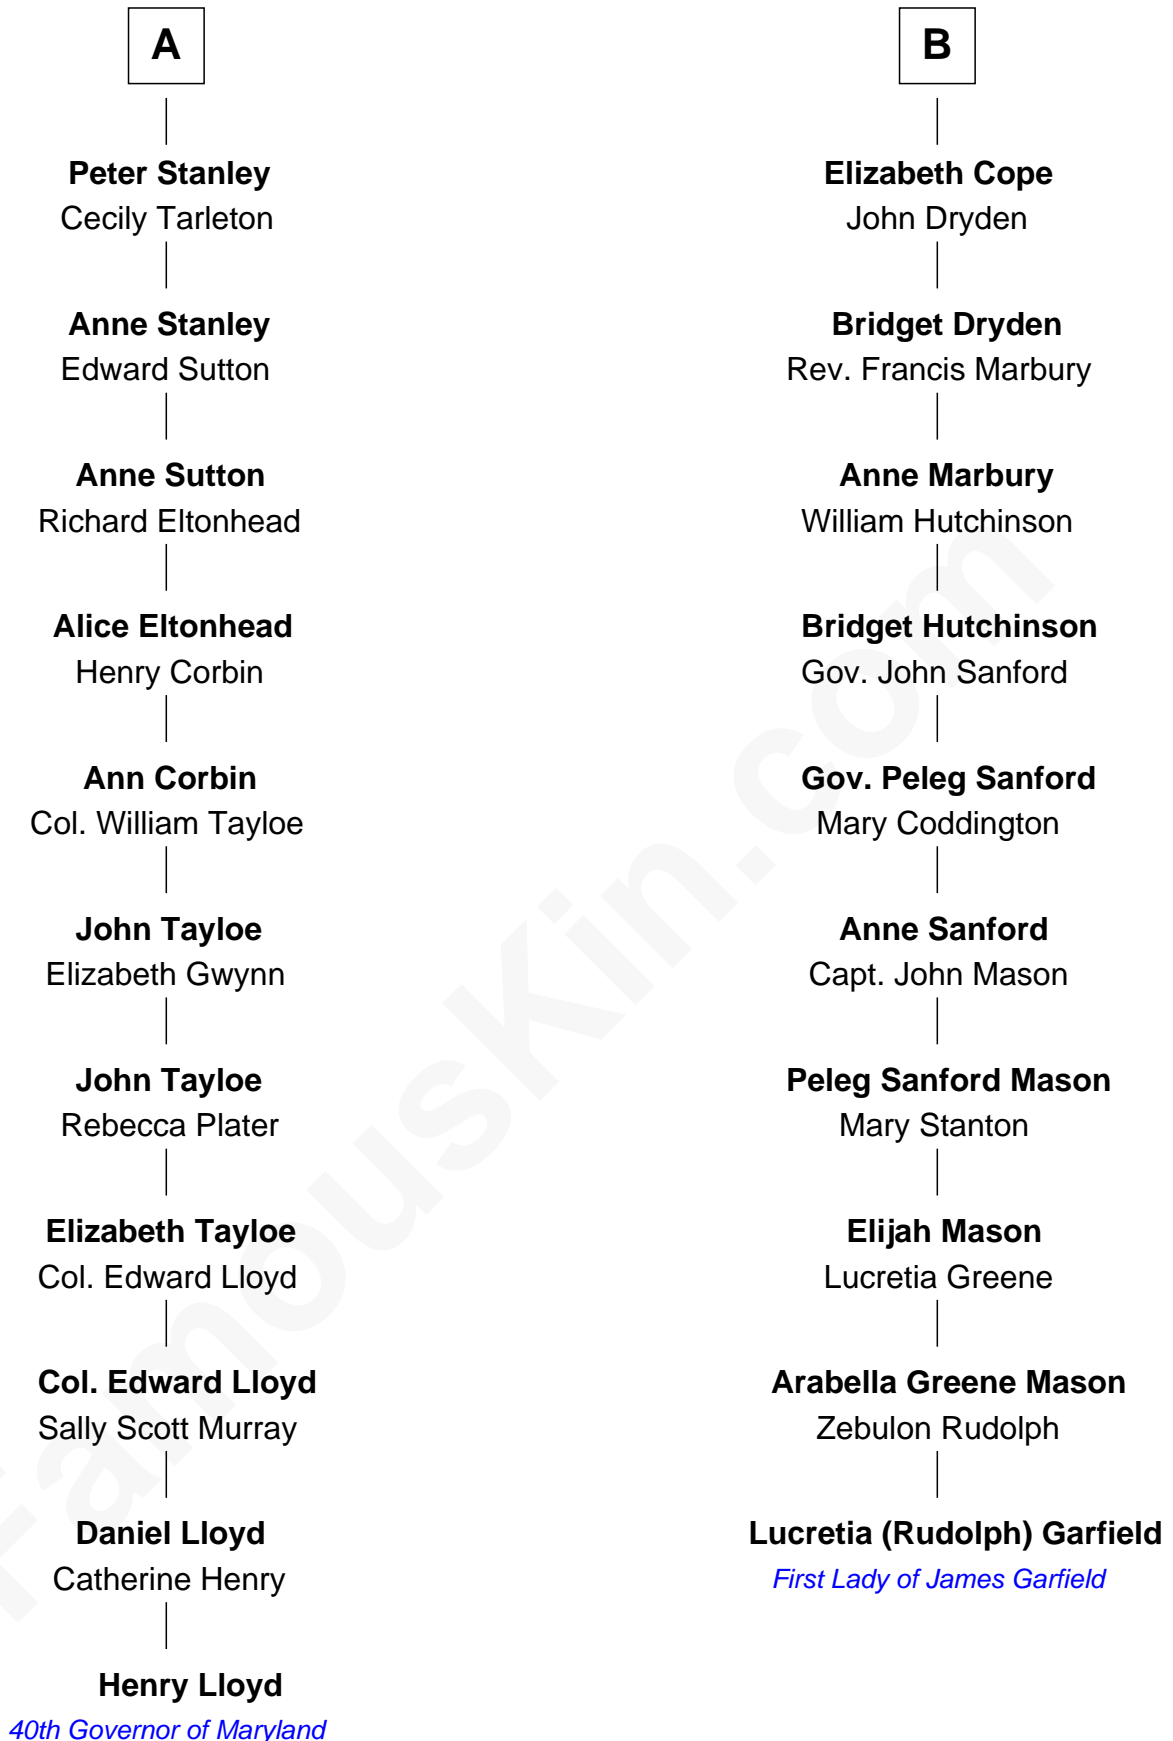 A
Peter Stanley
Cecily Tarleton
Anne Stanley
Edward Sutton
Anne Sutton
Richard Eltonhead
Alice Eltonhead
Henry Corbin
Ann Corbin
Col. William Tayloe
John Tayloe
Elizabeth Gwynn
John Tayloe
Rebecca Plater
Elizabeth Tayloe
Col. Edward Lloyd
Col. Edward Lloyd
Sally Scott Murray
Daniel Lloyd
Catherine Henry
Henry Lloyd
40th Governor of Maryland
B
Elizabeth Cope
John Dryden
Bridget Dryden
Rev. Francis Marbury
Anne Marbury
William Hutchinson
Bridget Hutchinson
Gov. John Sanford
Gov. Peleg Sanford
Mary Coddington
Anne Sanford
Capt. John Mason
Peleg Sanford Mason
Mary Stanton
Elijah Mason
Lucretia Greene
Arabella Greene Mason
Zebulon Rudolph
Lucretia (Rudolph) Garfield
First Lady of James Garfield
FamousKin.com